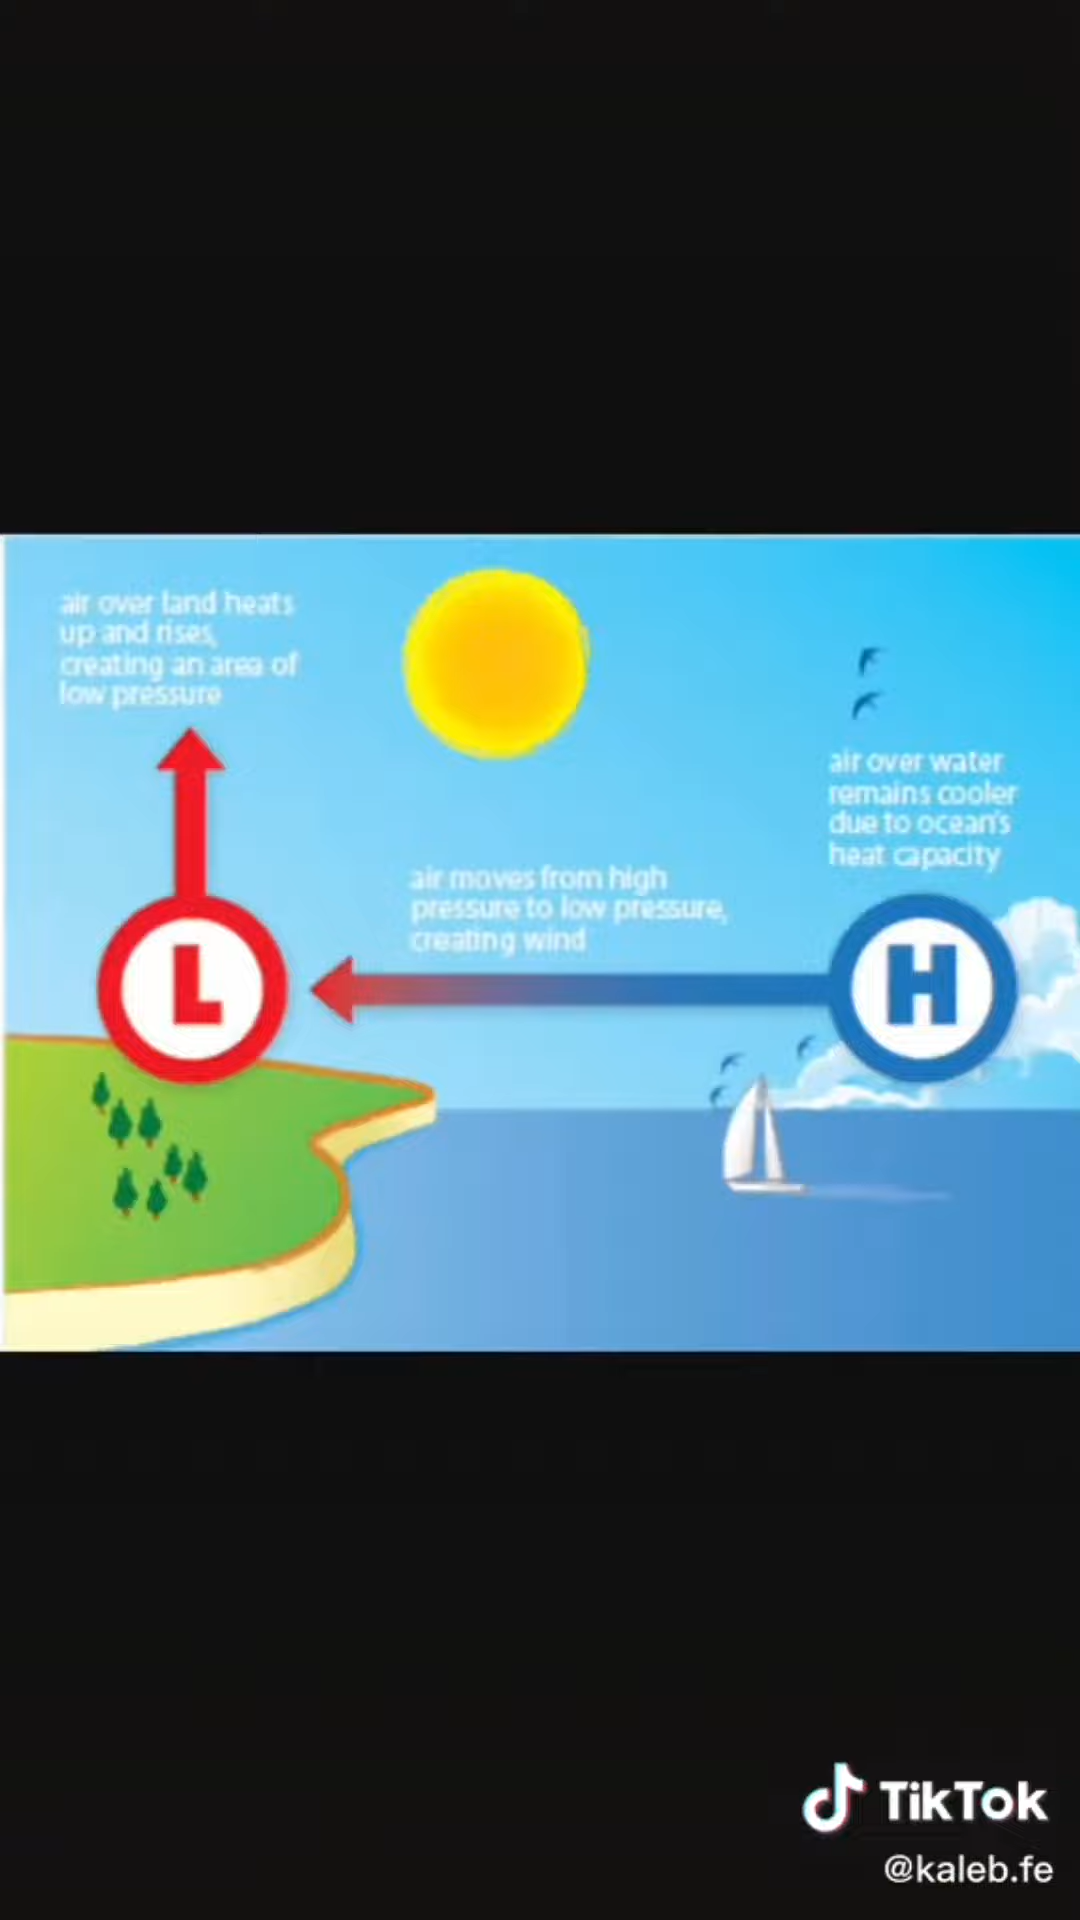 air over land heats
up and rises,
creating an area of
low pressure
air over water
remains cooler
due to ocean's
heat capacity
air moves from high
pressure to low pressure,
creating wind
L
H
TikTok
@kaleb.fe